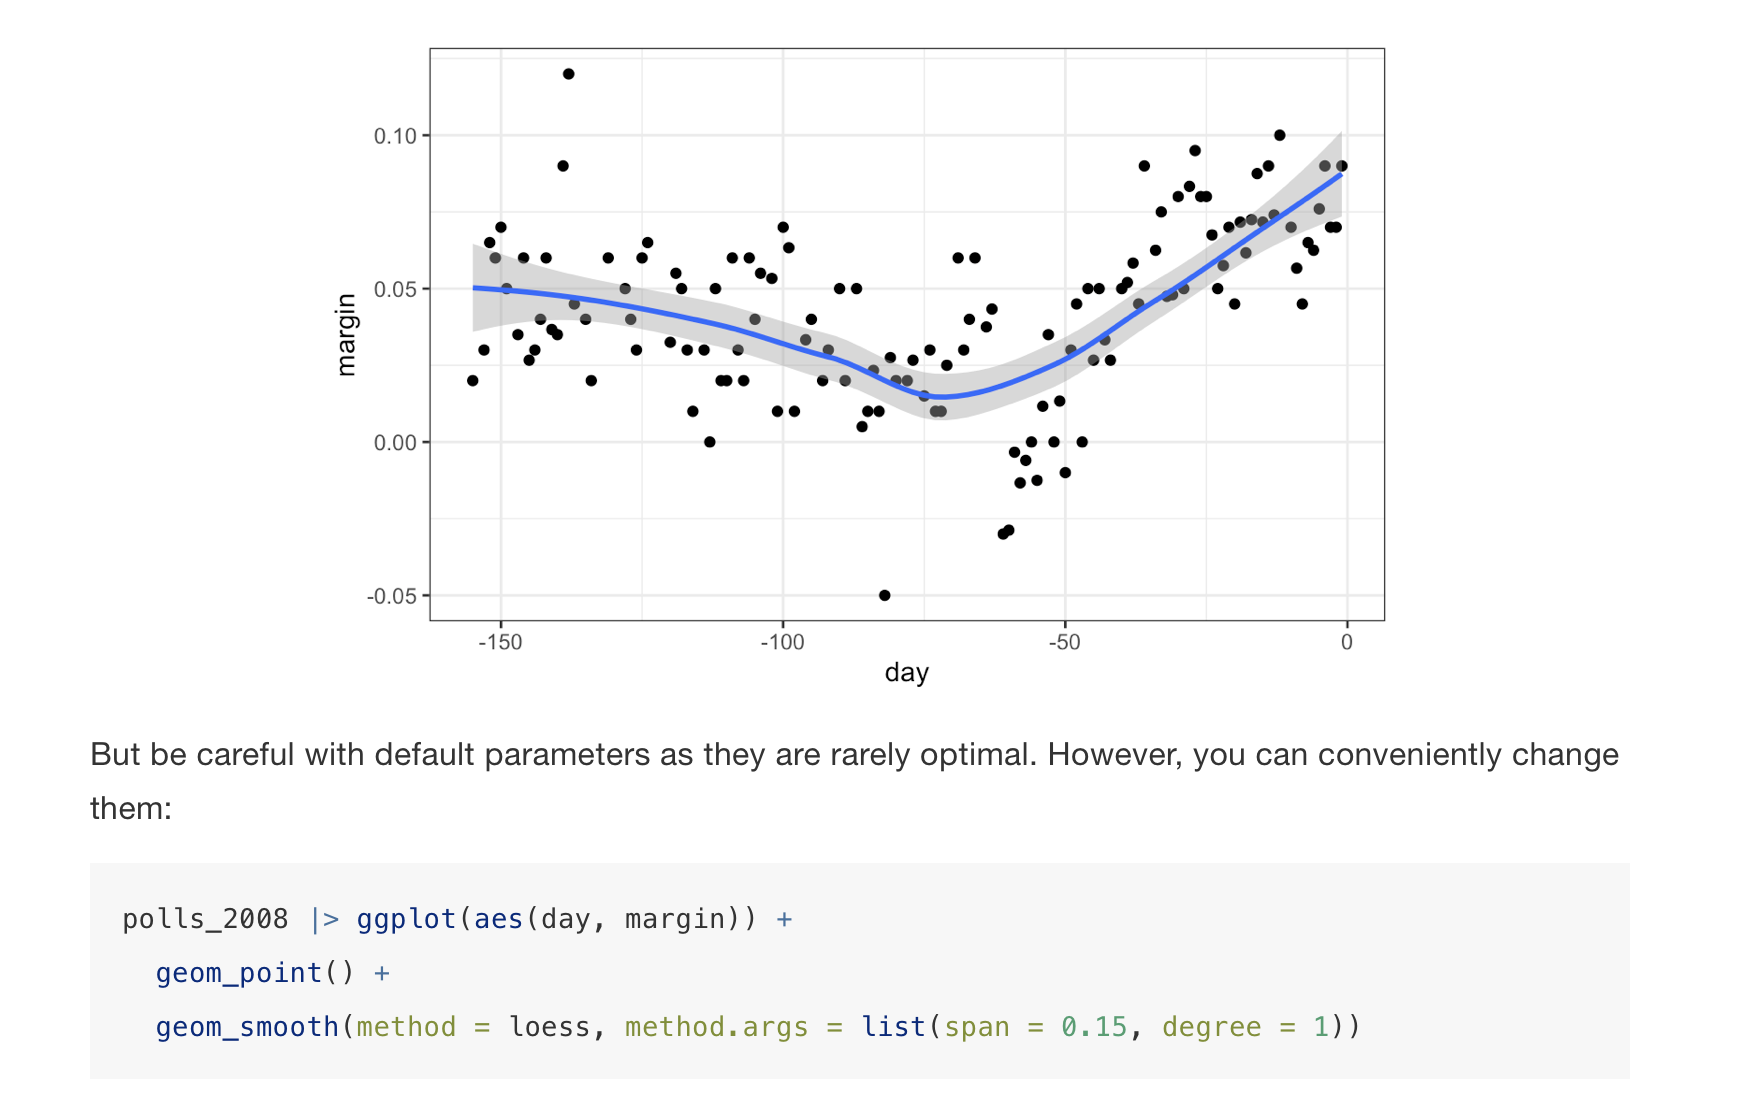 0.10
0.05
0.00
-0.05
margin
-150
-100
-50
0
day
But be careful with default parameters as they are rarely optimal. However, you can conveniently change
them:
polls_2008 |> ggplot(aes(day, margin)) +
geom_point() +
geom_smooth(method = loess, method.args = list(span = 0.15, degree = 1))